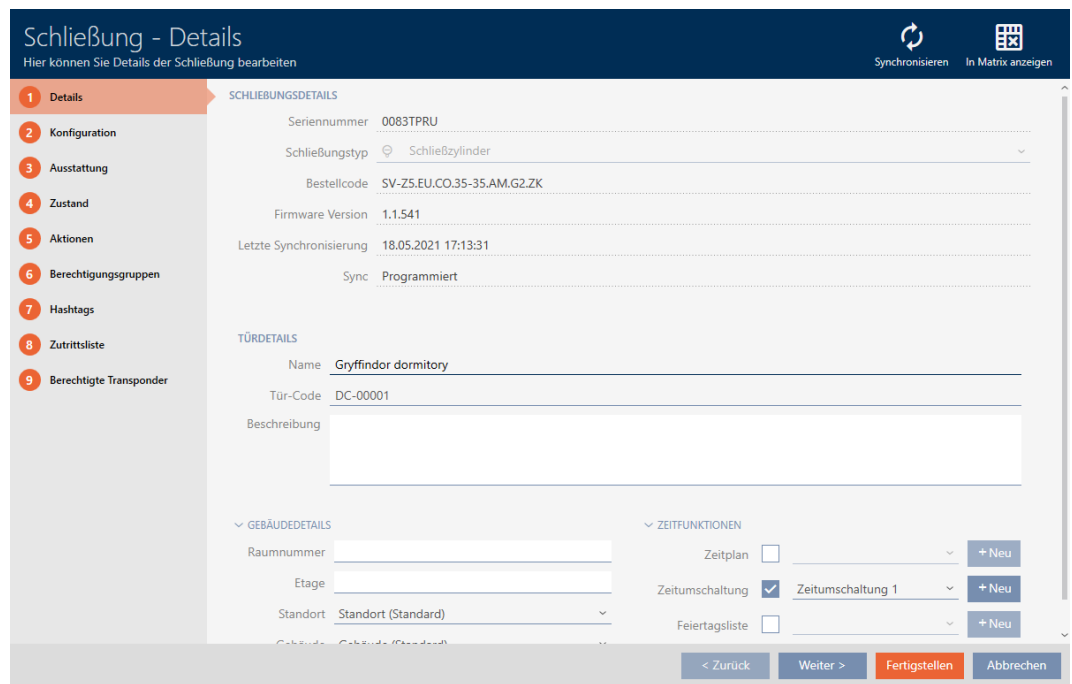 Schließung - Details
Hier können Sie Details der Schließung bearbeiten
Synchronisieren
In Matrix anzeigen
1 Details
2 Konfiguration
3 Ausstattung
4 Zustand
5 Aktionen
6 Berechtigungsgruppen
7 Hashtags
8 Zutrittsliste
9 Berechtigte Transponder
SCHLIEßUNGSDETAILS
Seriennummer 0083TPRU
Schließungstyp Schließzylinder
Bestellcode SV-Z5.EU.CO.35-35.AM.G2.ZK
Firmware Version 1.1.541
Letzte Synchronisierung 18.05.2021 17:13:31
Sync Programmiert
TÜRDETAILS
Name Gryffindor dormitory
Tür-Code DC-00001
Beschreibung
GEBÄUDEDETAILS
Raumnummer
Etage
Standort Standort (Standard)
Gebäude Gebäude (Standard)
ZEITFUNKTIONEN
Zeitplan + Neu
Zeitumschaltung Zeitumschaltung 1 + Neu
Feiertagsliste + Neu
< Zurück
Weiter >
Fertigstellen
Abbrechen